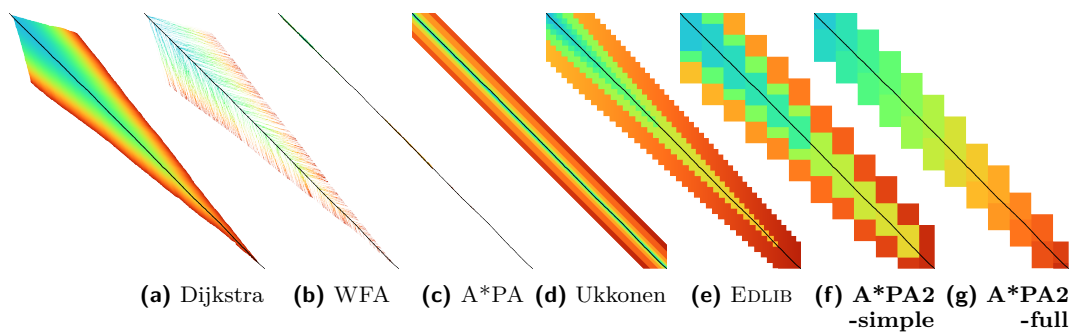 (a) Dijkstra (b) WFA (c) A*PA (d) Ukkonen (e) EDLIB (f) A*PA2 (g) A*PA2
-simple -full